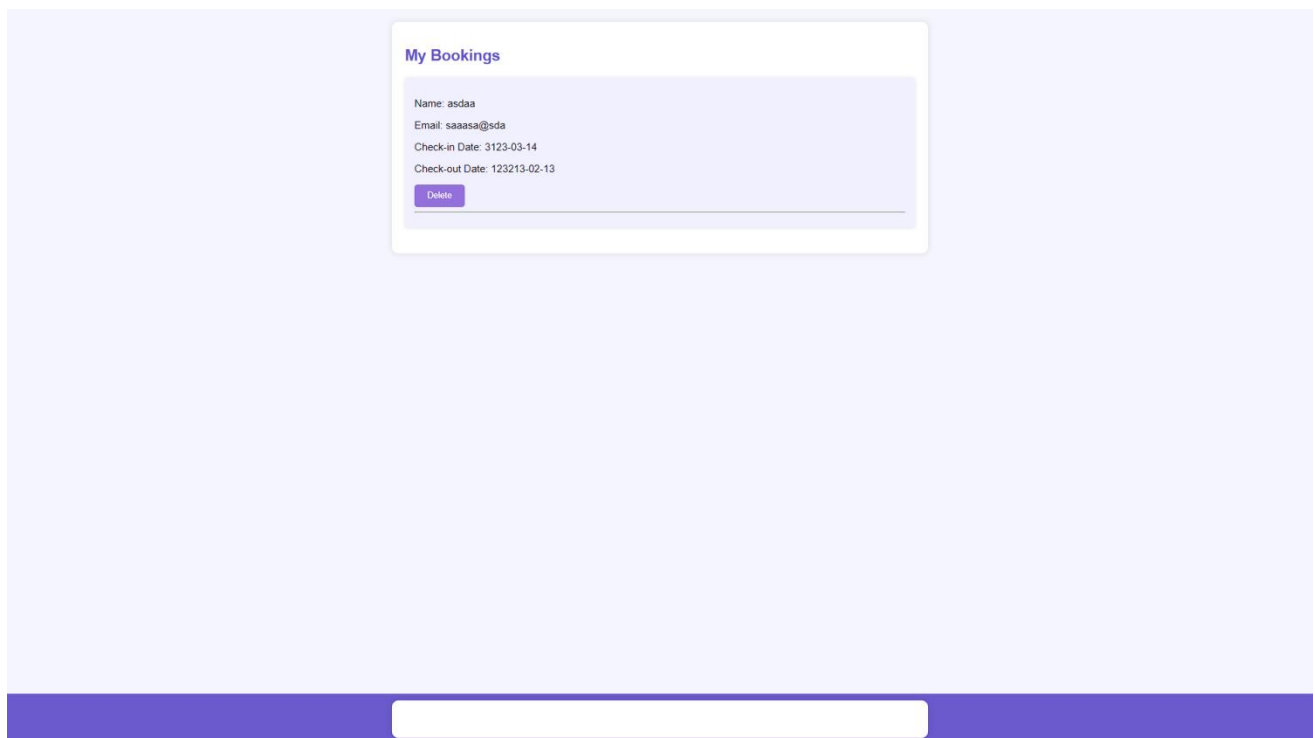 My Bookings
Name: asdaa
Email: saaasa@sda
Check-in Date: 3123-03-14
Check-out Date: 123213-02-13
Delete